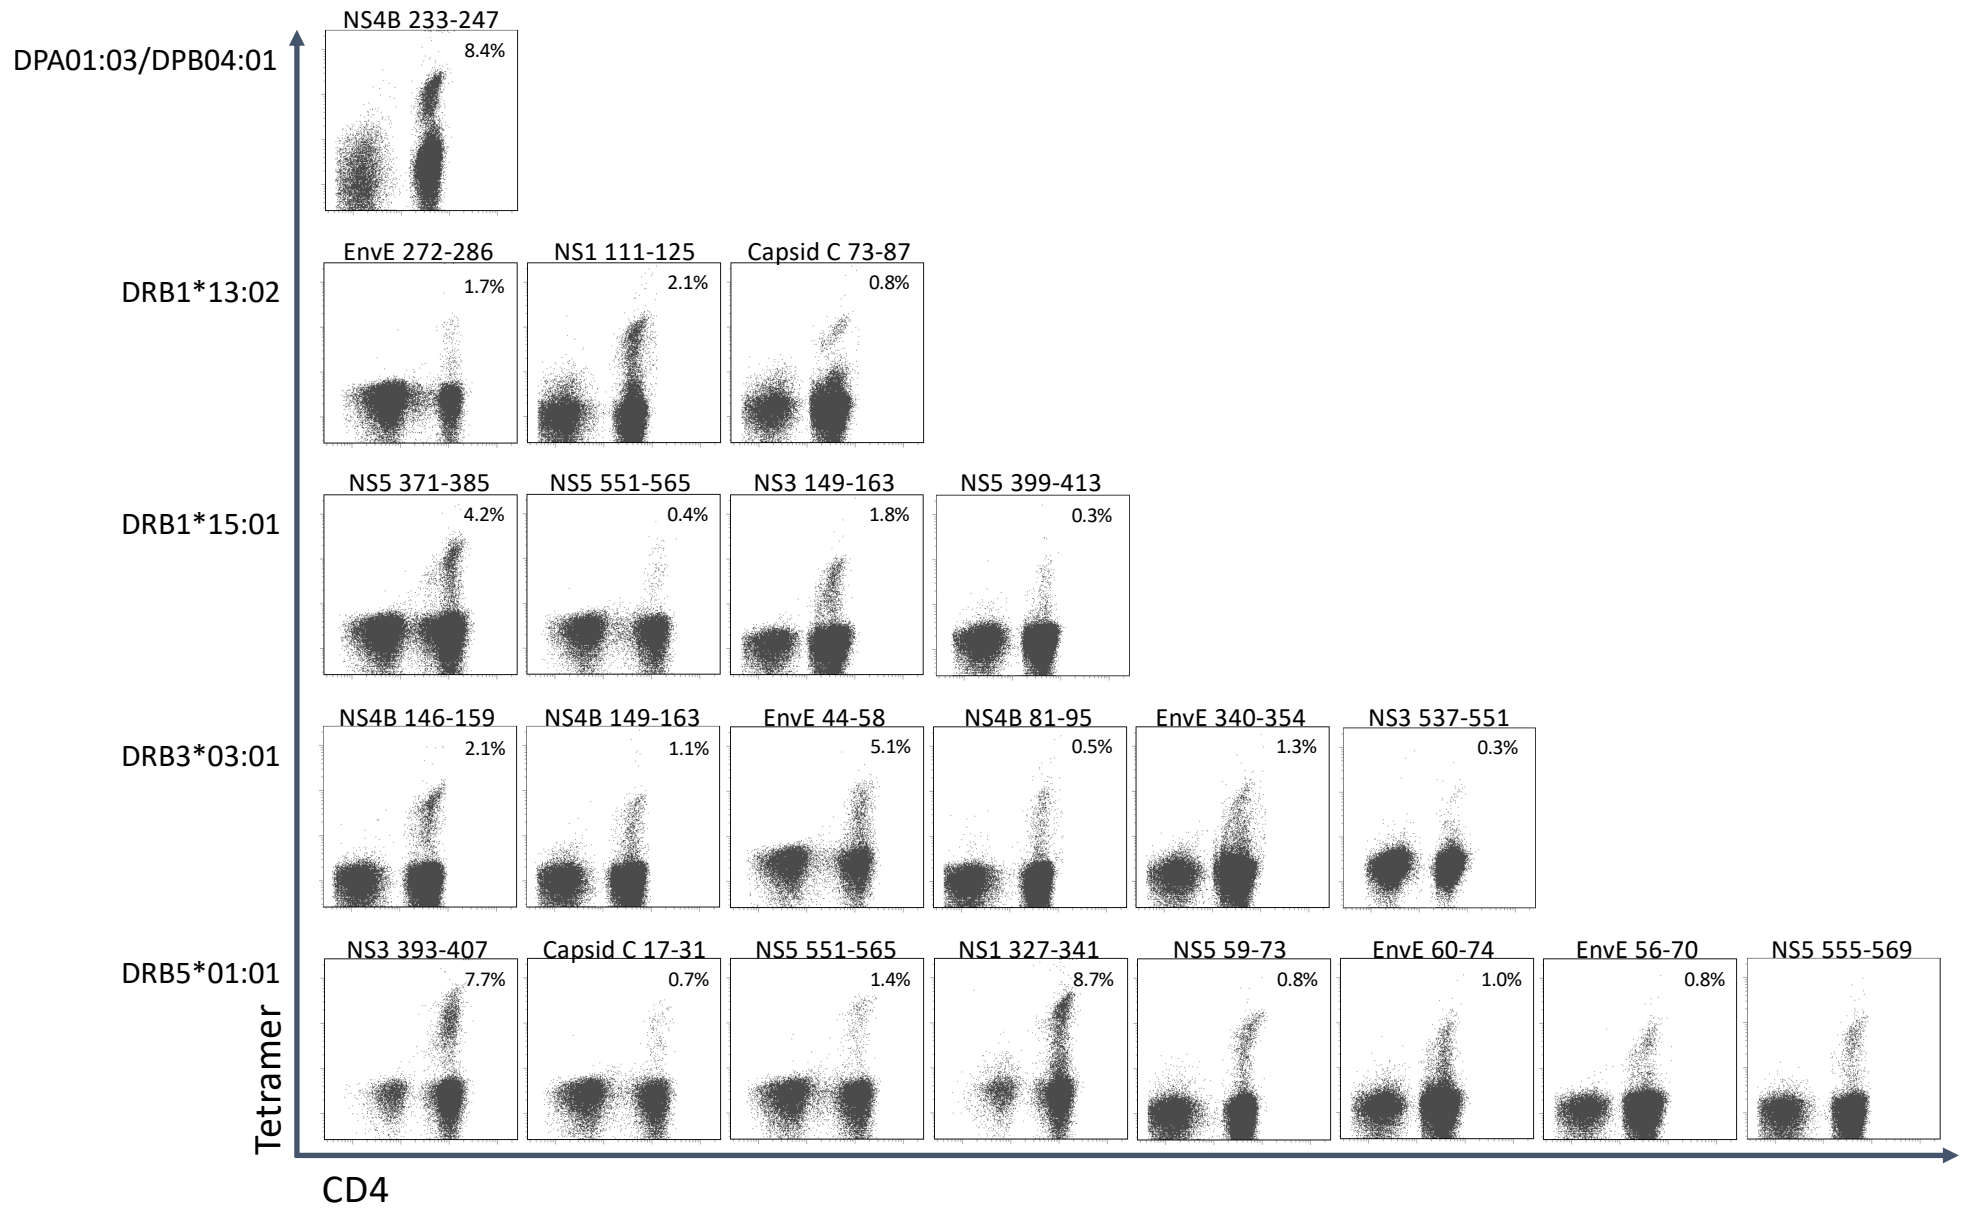 NS4B 233-247
DPA01:03/DPB04:01
8.4%
EnvE 272-286 NS1 111-125 Capsid C 73-87
DRB1*13:02
1.7% 2.1% 0.8%
NS5 371-385 NS5 551-565 NS3 149-163 NS5 399-413
DRB1*15:01
4.2% 0.4% 1.8% 0.3%
NS4B 146-159 NS4B 149-163 EnvE 44-58 NS4B 81-95 EnvE 340-354 NS3 537-551
DRB3*03:01
2.1% 1.1% 5.1% 0.5% 1.3% 0.3%
NS3 393-407 Capsid C 17-31 NS5 551-565 NS1 327-341 NS5 59-73 EnvE 60-74 EnvE 56-70 NS5 555-569
DRB5*01:01
7.7% 0.7% 1.4% 8.7% 0.8% 1.0% 0.8%
Tetramer
CD4